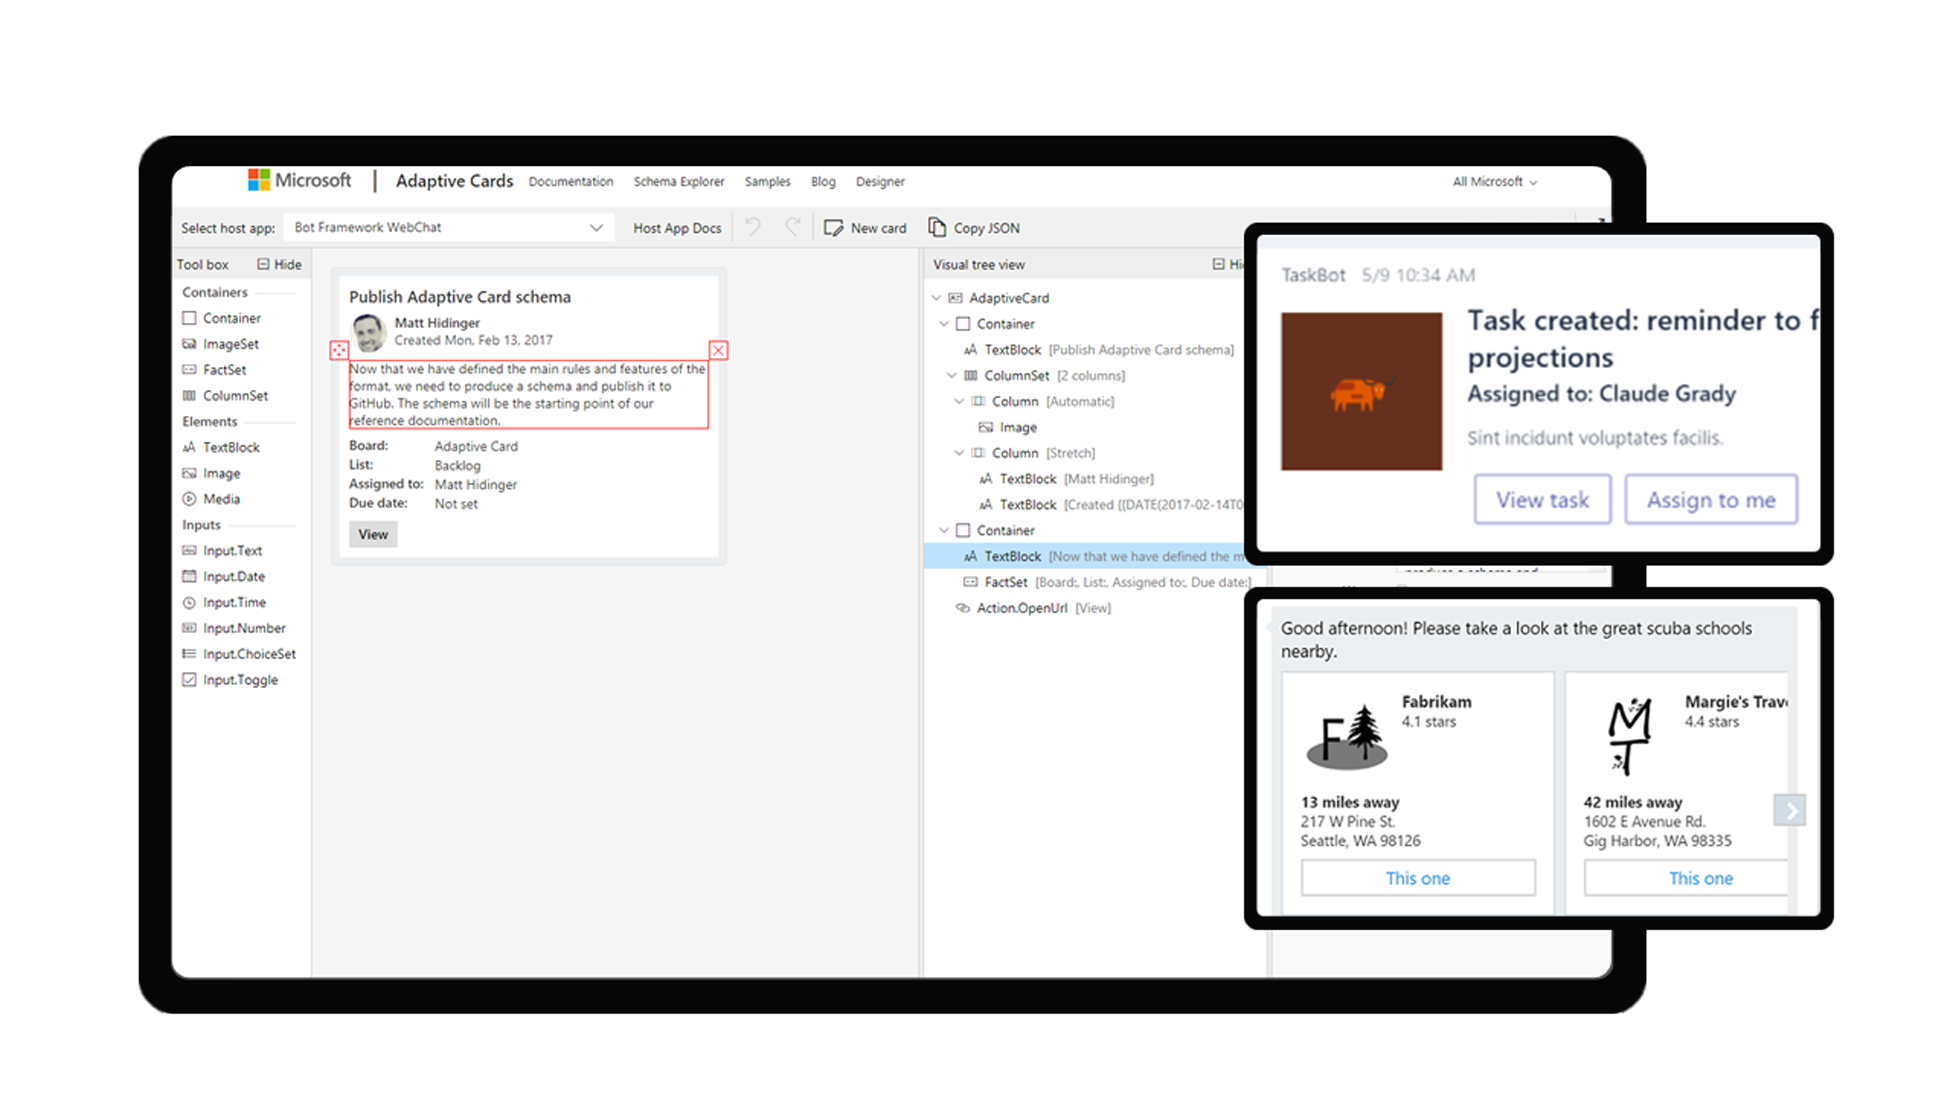 Microsoft | Adaptive Cards Documentation Schema Explorer Samples Blog Designer All Microsoft
Select host app: Bot Framework WebChat Host App Docs New card Copy JSON
Tool box Hide
Containers
Container
ImageSet
FactSet
ColumnSet
Elements
TextBlock
Image
Media
Inputs
Input.Text
Input.Date
Input.Time
Input.Number
Input.ChoiceSet
Input.Toggle
Publish Adaptive Card schema
Matt Hidinger
Created Mon, Feb 13, 2017
Now that we have defined the main rules and features of the
format, we need to produce a schema and publish it to
GitHub. The schema will be the starting point of our
reference documentation.
Board: Adaptive Card
List: Backlog
Assigned to: Matt Hidinger
Due date: Not set
View
Visual tree view
AdaptiveCard
Container
TextBlock [Publish Adaptive Card schema]
ColumnSet [2 columns]
Column [Automatic]
Image
Column [Stretch]
TextBlock [Matt Hidinger]
TextBlock [Created {{DATE(2017-02-14T0
Container
TextBlock [Now that we have defined the m
FactSet [Board:, List:, Assigned to:, Due date:]
Action.OpenUrl [View]
TaskBot 5/9 10:34 AM
Task created: reminder to f
projections
Assigned to: Claude Grady
Sint incidunt voluptates facilis.
View task Assign to me
Good afternoon! Please take a look at the great scuba schools
nearby.
F
Fabrikam
4.1 stars
13 miles away
217 W Pine St.
Seattle, WA 98126
This one
M
T
Margie's Trav
4.4 stars
42 miles away
1602 E Avenue Rd.
Gig Harbor, WA 98335
This one